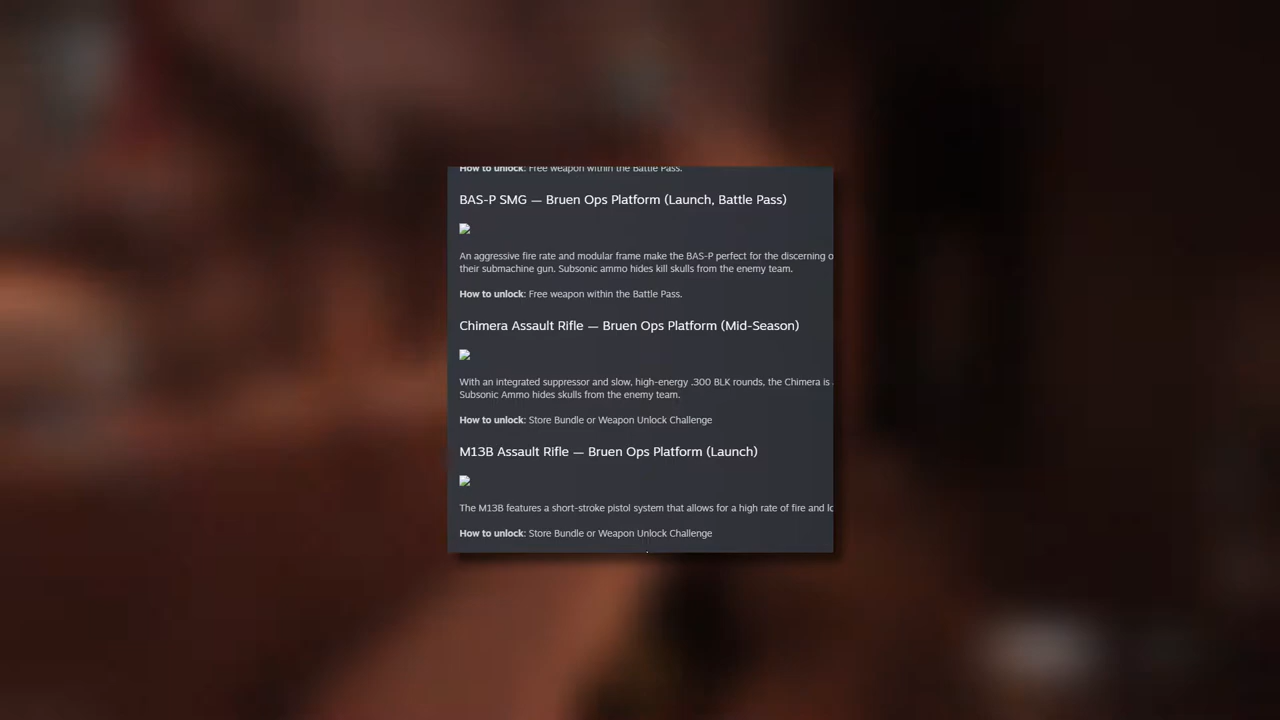 How to unlock: Free weapon within the Battle Pass.
BAS-P SMG — Bruen Ops Platform (Launch, Battle Pass)
An aggressive fire rate and modular frame make the BAS-P perfect for the discerning
their submachine gun. Subsonic ammo hides kill skulls from the enemy team.
How to unlock: Free weapon within the Battle Pass.
Chimera Assault Rifle — Bruen Ops Platform (Mid-Season)
With an integrated suppressor and slow, high-energy .300 BLK rounds, the Chimera is
Subsonic Ammo hides skulls from the enemy team.
How to unlock: Store Bundle or Weapon Unlock Challenge
M13B Assault Rifle — Bruen Ops Platform (Launch)
The M13B features a short-stroke pistol system that allows for a high rate of fire and
How to unlock: Store Bundle or Weapon Unlock Challenge